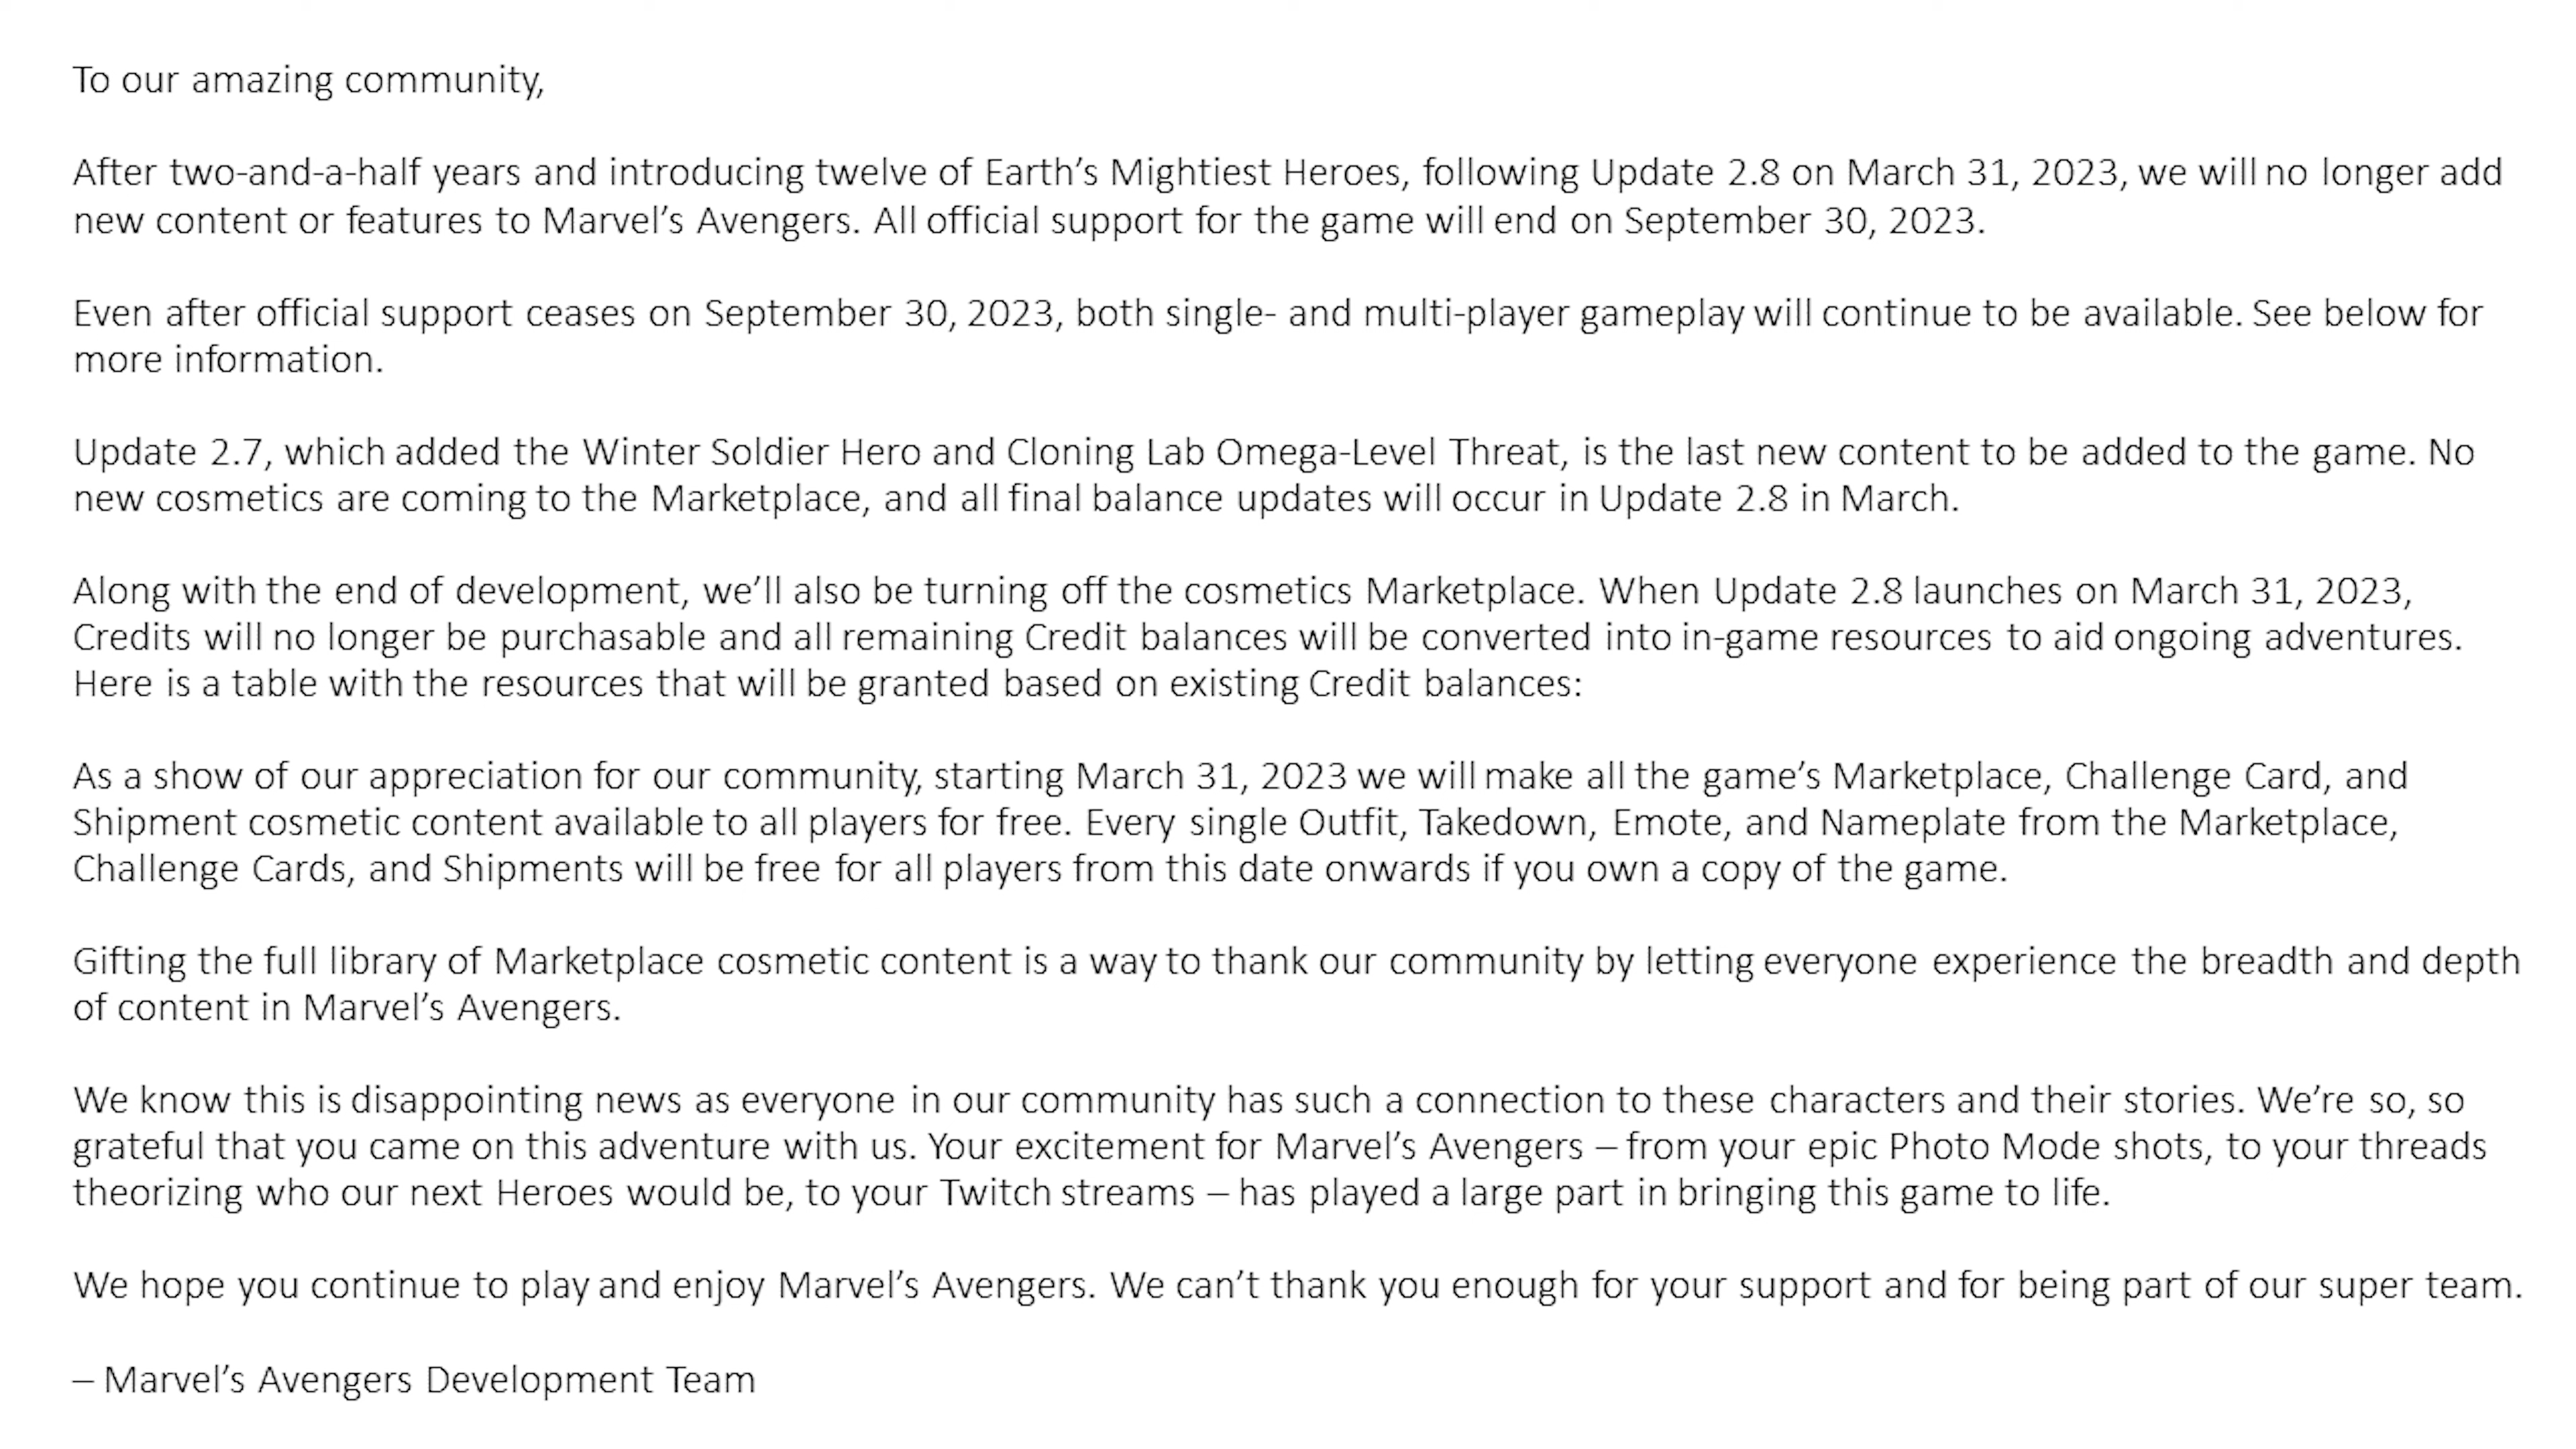 To our amazing community,
After two-and-a-half years and introducing twelve of Earth’s Mightiest Heroes, following Update 2.8 on March 31, 2023, we will no longer add
new content or features to Marvel’s Avengers. All official support for the game will end on September 30, 2023.
Even after official support ceases on September 30, 2023, both single- and multi-player gameplay will continue to be available. See below for
more information.
Update 2.7, which added the Winter Soldier Hero and Cloning Lab Omega-Level Threat, is the last new content to be added to the game. No
new cosmetics are coming to the Marketplace, and all final balance updates will occur in Update 2.8 in March.
Along with the end of development, we’ll also be turning off the cosmetics Marketplace. When Update 2.8 launches on March 31, 2023,
Credits will no longer be purchasable and all remaining Credit balances will be converted into in-game resources to aid ongoing adventures.
Here is a table with the resources that will be granted based on existing Credit balances:
As a show of our appreciation for our community, starting March 31, 2023 we will make all the game’s Marketplace, Challenge Card, and
Shipment cosmetic content available to all players for free. Every single Outfit, Takedown, Emote, and Nameplate from the Marketplace,
Challenge Cards, and Shipments will be free for all players from this date onwards if you own a copy of the game.
Gifting the full library of Marketplace cosmetic content is a way to thank our community by letting everyone experience the breadth and depth
of content in Marvel’s Avengers.
We know this is disappointing news as everyone in our community has such a connection to these characters and their stories. We’re so, so
grateful that you came on this adventure with us. Your excitement for Marvel’s Avengers – from your epic Photo Mode shots, to your threads
theorizing who our next Heroes would be, to your Twitch streams – has played a large part in bringing this game to life.
We hope you continue to play and enjoy Marvel’s Avengers. We can’t thank you enough for your support and for being part of our super team.
– Marvel’s Avengers Development Team